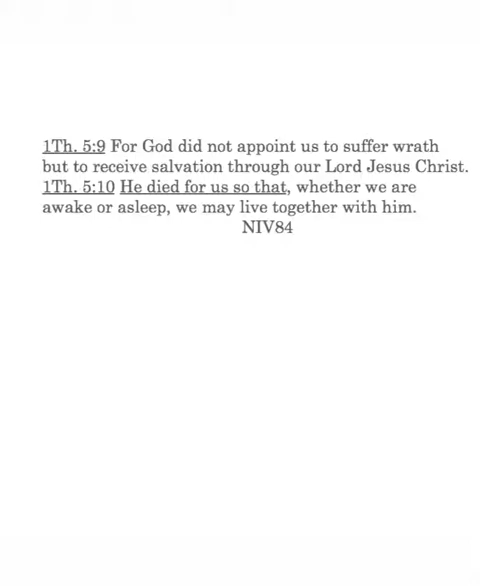 1Th. 5:9 For God did not appoint us to suffer wrath
but to receive salvation through our Lord Jesus Christ.
1Th. 5:10 He died for us so that, whether we are
awake or asleep, we may live together with him.
NIV84